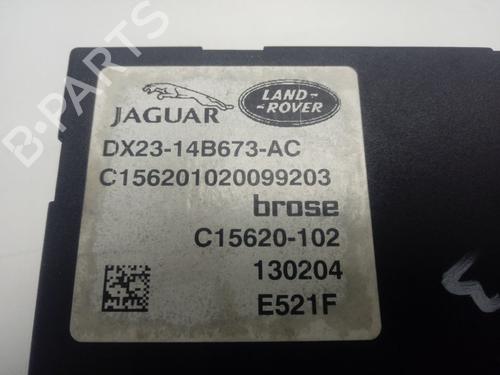 B-PARTS
JAGUAR
LAND-
ROVER
DX23-14B673-AC
C156201020099203
brose
C15620-102
130204
E521F